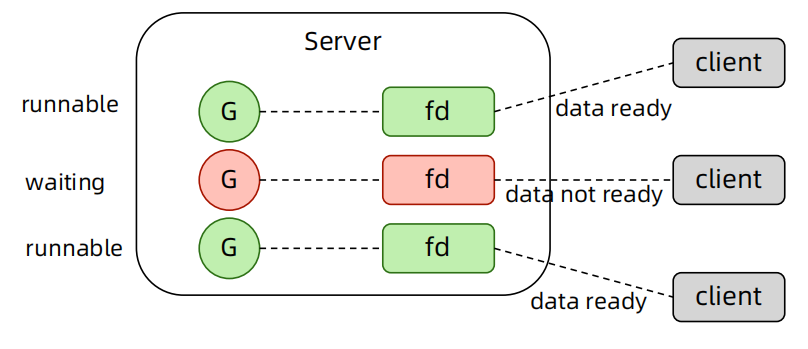 Server
client
runnable
G
fd
data ready
waiting
G
fd
data not ready
client
runnable
G
fd
data ready
client